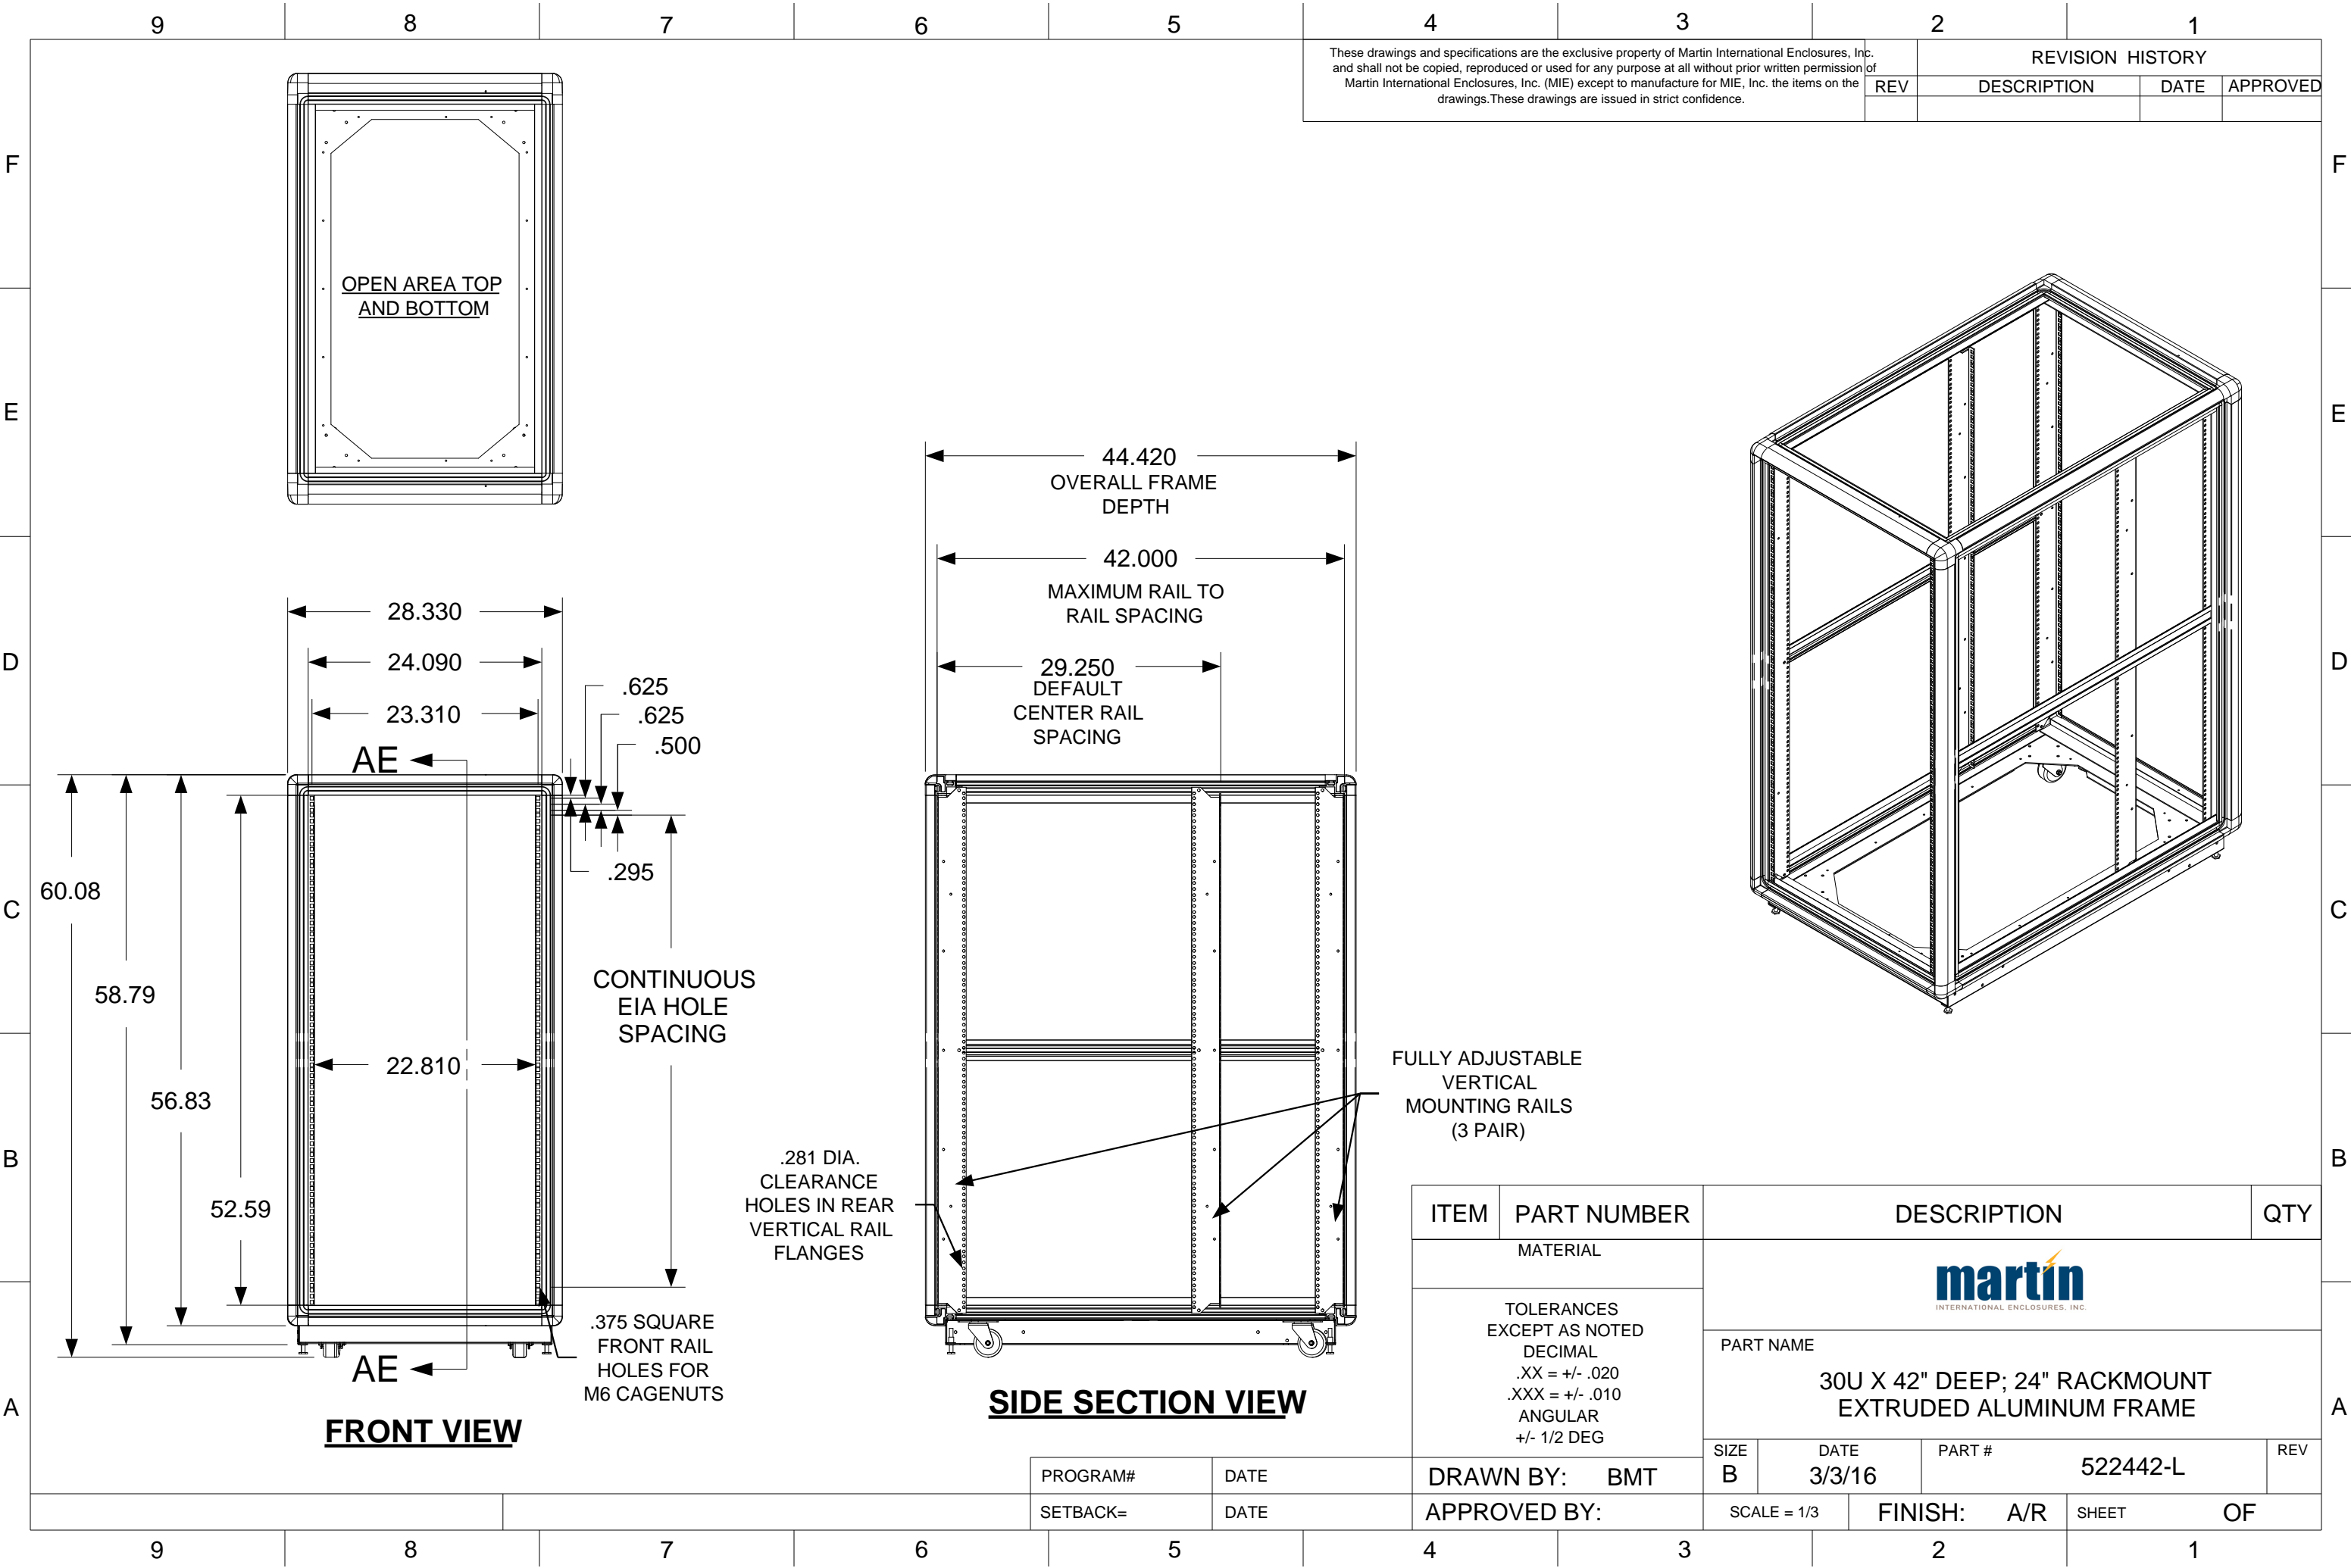 9 8 7 6 5 4 3 2 1
These drawings and specifications are the exclusive property of Martin International Enclosures, Inc.
and shall not be copied, reproduced or used for any purpose at all without prior written permission of
Martin International Enclosures, Inc. (MIE) except to manufacture for MIE, Inc. the items on the
drawings.These drawings are issued in strict confidence.
REVISION HISTORY
REV DESCRIPTION DATE APPROVED
F F
OPEN AREA TOP
AND BOTTOM
E E
44.420
OVERALL FRAME
DEPTH
42.000
MAXIMUM RAIL TO
RAIL SPACING
29.250
DEFAULT
CENTER RAIL
SPACING
28.330
24.090
23.310
D D
.625
.625
.500
AE
.295
60.08
C C
58.79
CONTINUOUS
EIA HOLE
SPACING
22.810
56.83
FULLY ADJUSTABLE
VERTICAL
MOUNTING RAILS
(3 PAIR)
B B
.281 DIA.
CLEARANCE
HOLES IN REAR
VERTICAL RAIL
FLANGES
52.59
.375 SQUARE
FRONT RAIL
HOLES FOR
M6 CAGENUTS
AE
FRONT VIEW
SIDE SECTION VIEW
A A
ITEM PART NUMBER DESCRIPTION QTY
MATERIAL
martin
INTERNATIONAL ENCLOSURES, INC.
TOLERANCES
EXCEPT AS NOTED
DECIMAL
.XX = +/- .020
.XXX = +/- .010
ANGULAR
+/- 1/2 DEG
PART NAME
30U X 42" DEEP; 24" RACKMOUNT
EXTRUDED ALUMINUM FRAME
SIZE DATE PART # REV
B 3/3/16 522442-L
PROGRAM# DATE DRAWN BY: BMT
SETBACK= DATE APPROVED BY: SCALE = 1/3 FINISH: A/R SHEET OF
9 8 7 6 5 4 3 2 1